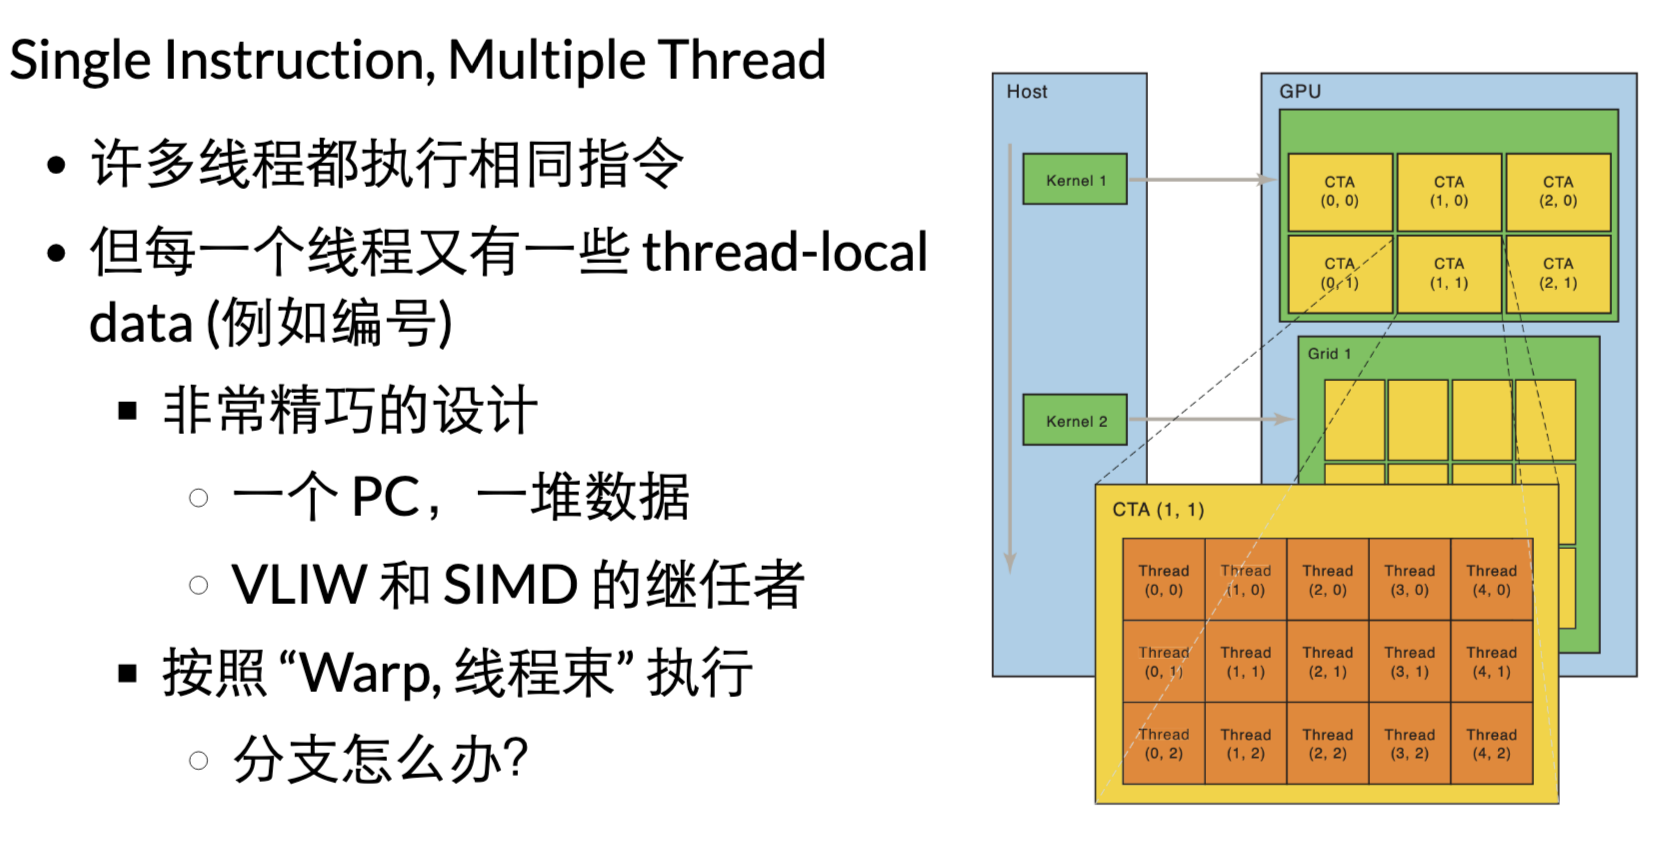 Single Instruction, Multiple Thread
许多线程都执行相同指令
但每一个线程又有一些 thread-local
data (例如编号)
非常精巧的设计
一个 PC，一堆数据
VLIW 和 SIMD 的继任者
按照 “Warp, 线程束” 执行
分支怎么办?
Host
Kernel 1
Kernel 2
GPU
CTA
(0, 0)
CTA
(1, 0)
CTA
(2, 0)
CTA
(0, 1)
CTA
(1, 1)
CTA
(2, 1)
Grid 1
CTA (1, 1)
Thread
(0, 0)
Thread
(1, 0)
Thread
(2, 0)
Thread
(3, 0)
Thread
(4, 0)
Thread
(0, 1)
Thread
(1, 1)
Thread
(2, 1)
Thread
(3, 1)
Thread
(4, 1)
Thread
(0, 2)
Thread
(1, 2)
Thread
(2, 2)
Thread
(3, 2)
Thread
(4, 2)